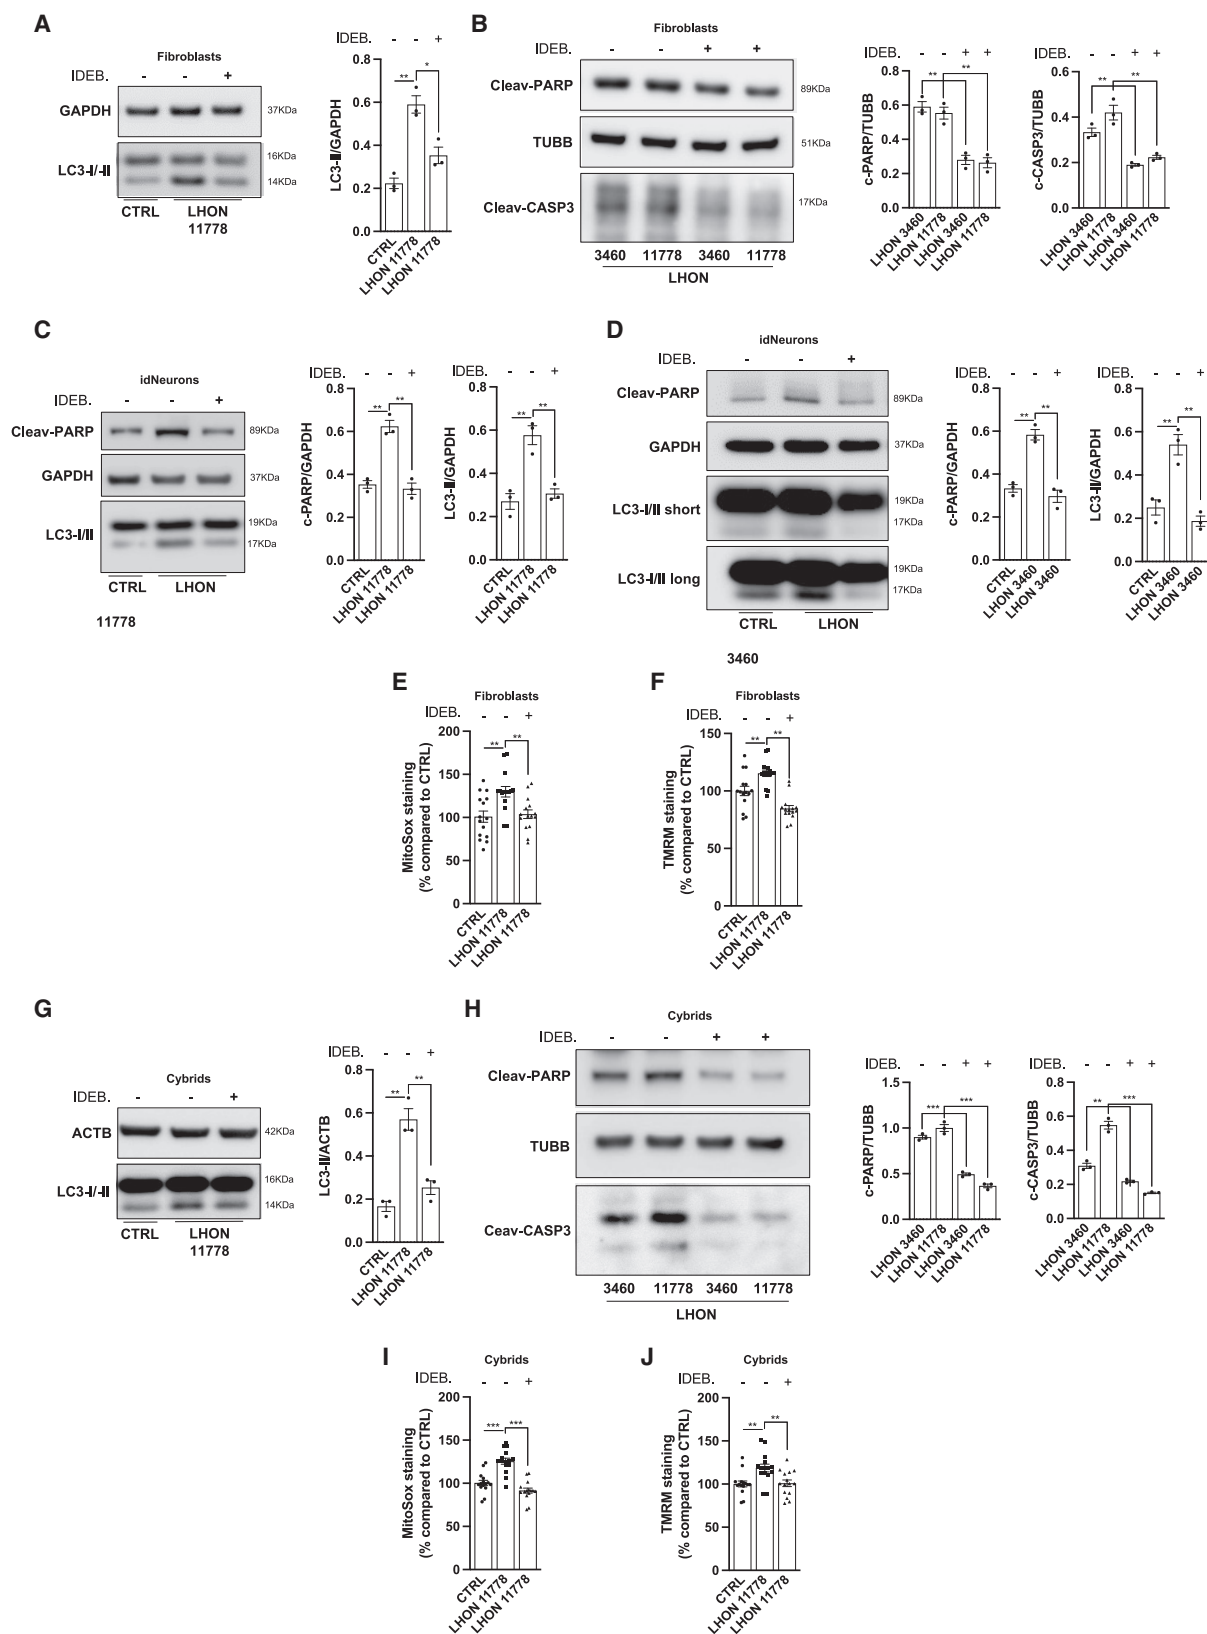 A
Fibroblasts
IDEB. - - +
GAPDH 37KDa
LC3-I/-II 16KDa
14KDa
CTRL LHON
11778
IDEB. - - +
LC3-II/GAPDH
0.8
0.6
0.4
0.2
0.0
** *
CTRL
LHON 11778
LHON 11778
B
Fibroblasts
IDEB. - - + +
Cleav-PARP 89KDa
TUBB 51KDa
Cleav-CASP3 17KDa
3460 11778 3460 11778
LHON
IDEB. - - + +
c-PARP/TUBB
0.8
0.6
0.4
0.2
0.0
** **
LHON 3460
LHON 11778
LHON 3460
LHON 11778
IDEB. - - + +
c-CASP3/TUBB
0.6
0.4
0.2
0.0
** **
LHON 3460
LHON 11778
LHON 3460
LHON 11778
C
idNeurons
IDEB. - - +
Cleav-PARP 89KDa
GAPDH 37KDa
LC3-I/II 19KDa
17KDa
CTRL LHON
11778
IDEB. - - +
c-PARP/GAPDH
0.8
0.6
0.4
0.2
0.0
** **
CTRL
LHON 11778
LHON 11778
IDEB. - - +
LC3-II/GAPDH
0.8
0.6
0.4
0.2
0.0
** **
CTRL
LHON 11778
LHON 11778
D
idNeurons
IDEB. - - +
Cleav-PARP 89KDa
GAPDH 37KDa
LC3-I/II short 19KDa
17KDa
LC3-I/II long 19KDa
17KDa
CTRL LHON
3460
IDEB. - - +
c-PARP/GAPDH
0.8
0.6
0.4
0.2
0.0
** **
CTRL
LHON 3460
LHON 3460
IDEB. - - +
LC3-II/GAPDH
0.8
0.6
0.4
0.2
0.0
** **
CTRL
LHON 3460
LHON 3460
E
Fibroblasts
IDEB. - - +
MitoSox staining
(% compared to CTRL)
200
150
100
50
0
** **
CTRL
LHON 11778
LHON 11778
F
Fibroblasts
IDEB. - - +
TMRM staining
(% compared to CTRL)
150
100
50
0
** **
CTRL
LHON 11778
LHON 11778
G
Cybrids
IDEB. - - +
ACTB 42KDa
LC3-I/-II 16KDa
14KDa
CTRL LHON
11778
IDEB. - - +
LC3-II/ACTB
0.8
0.6
0.4
0.2
0.0
** **
CTRL
LHON 11778
LHON 11778
H
Cybrids
IDEB. - - + +
Cleav-PARP
TUBB
Ceav-CASP3
3460 11778 3460 11778
LHON
IDEB. - - + +
c-PARP/TUBB
1.5
1.0
0.5
0.0
*** ***
LHON 3460
LHON 11778
LHON 3460
LHON 11778
IDEB. - - + +
c-CASP3/TUBB
0.8
0.6
0.4
0.2
0.0
** ***
LHON 3460
LHON 11778
LHON 3460
LHON 11778
I
Cybrids
IDEB. - - +
MitoSox staining
(% compared to CTRL)
200
150
100
50
0
*** ***
CTRL
LHON 11778
LHON 11778
J
Cybrids
IDEB. - - +
TMRM staining
(% compared to CTRL)
200
150
100
50
0
** **
CTRL
LHON 11778
LHON 11778